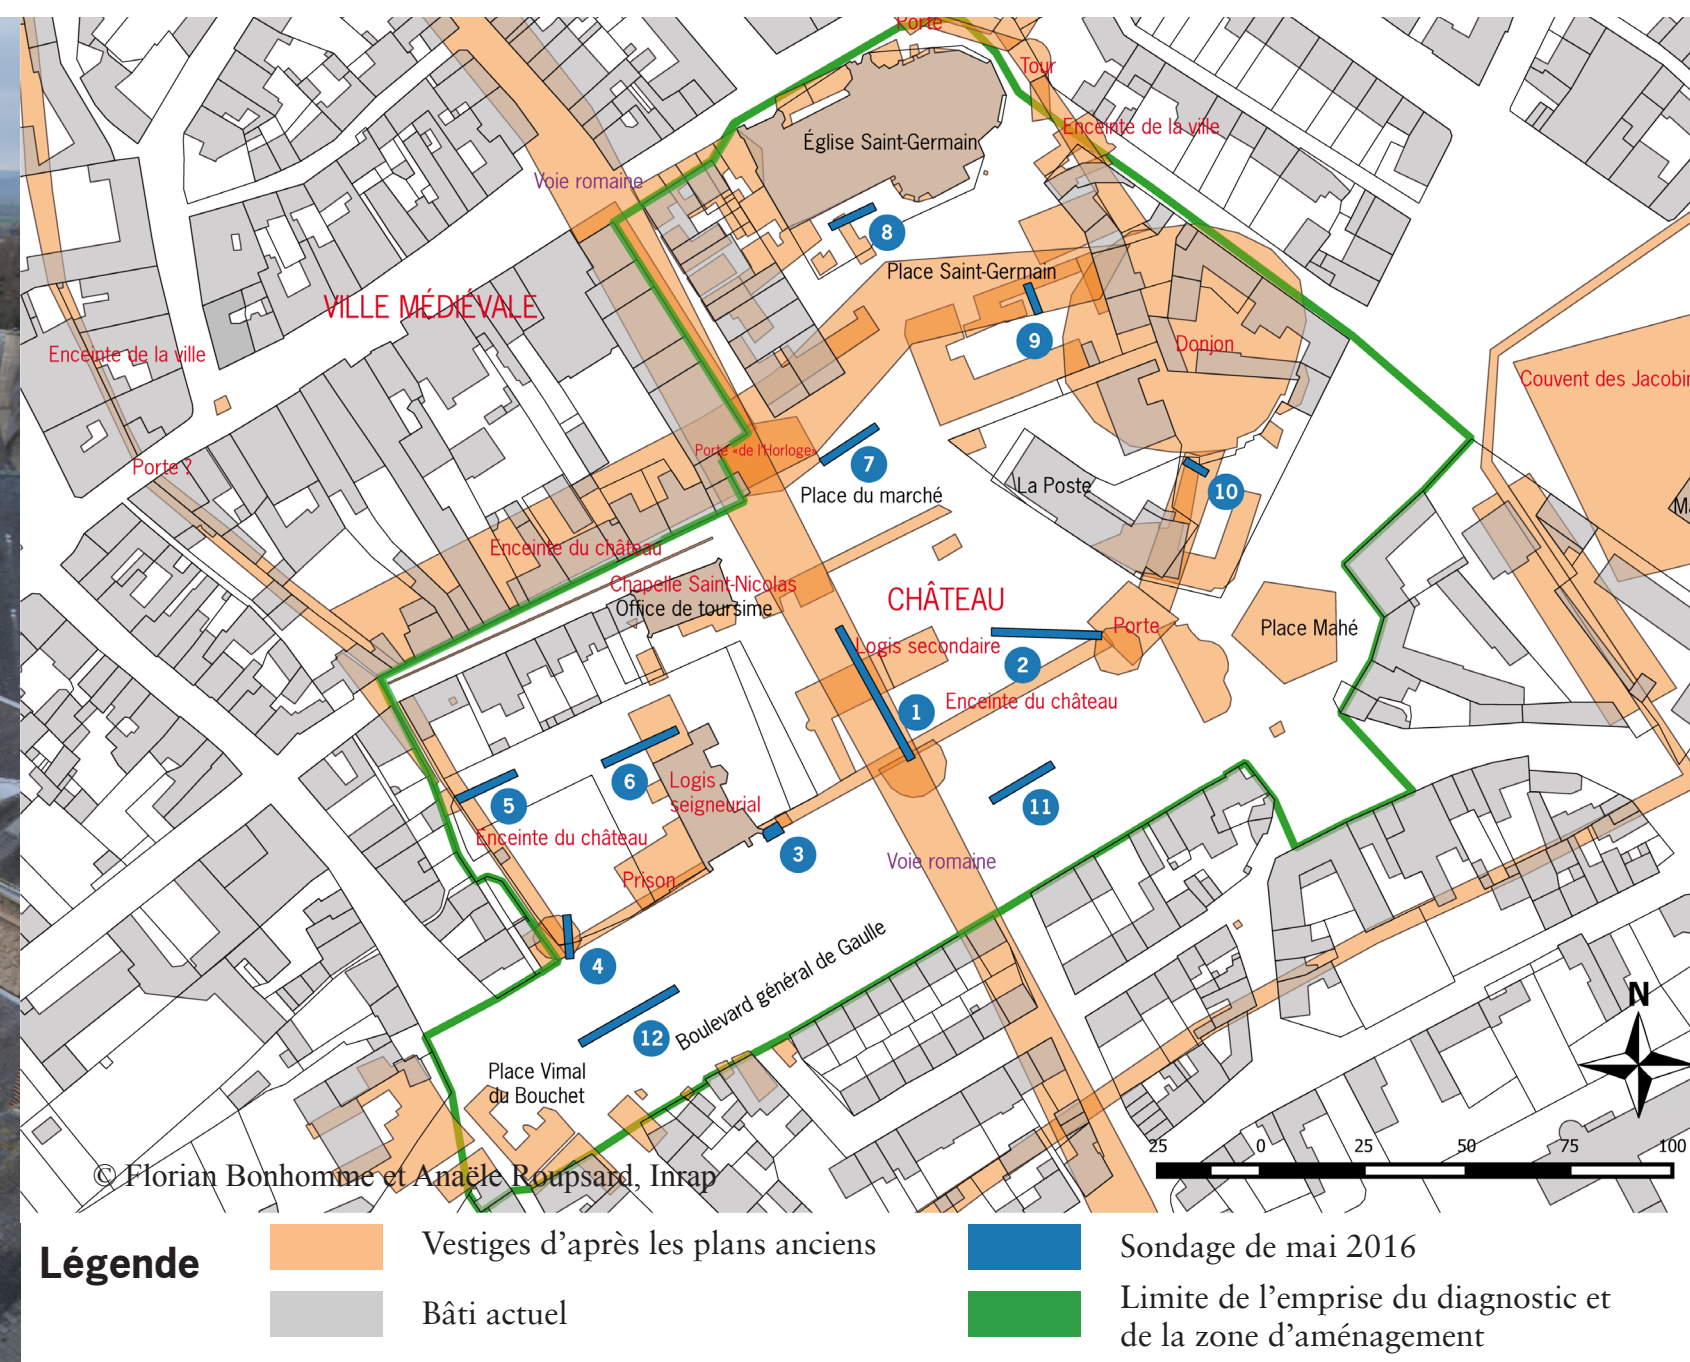 Porte
Tour
Enceinte de la ville
Église Saint-Germain
Voie romaine
8
Place Saint-Germain
VILLE MÉDIÉVALE
Enceinte de la ville
9
Donjon
Couvent des Jacobin
Porte «de l'Horloge»
7
Porte ?
Place du marché
La Poste
10
Enceinte du château
Chapelle Saint-Nicolas
Office de toursime
CHÂTEAU
Porte
Place Mahé
Logis secondaire
2
Enceinte du château
1
6
Logis
seigneurial
5
11
Enceinte du château
3
Voie romaine
Prison
4
Boulevard général de Gaulle
12
N
Place Vimal
du Bouchet
25 0 25 50 75 100
© Florian Bonhomme et Anaële Roupsard, Inrap
Légende
Vestiges d'après les plans anciens
Bâti actuel
Sondage de mai 2016
Limite de l'emprise du diagnostic et
de la zone d'aménagement